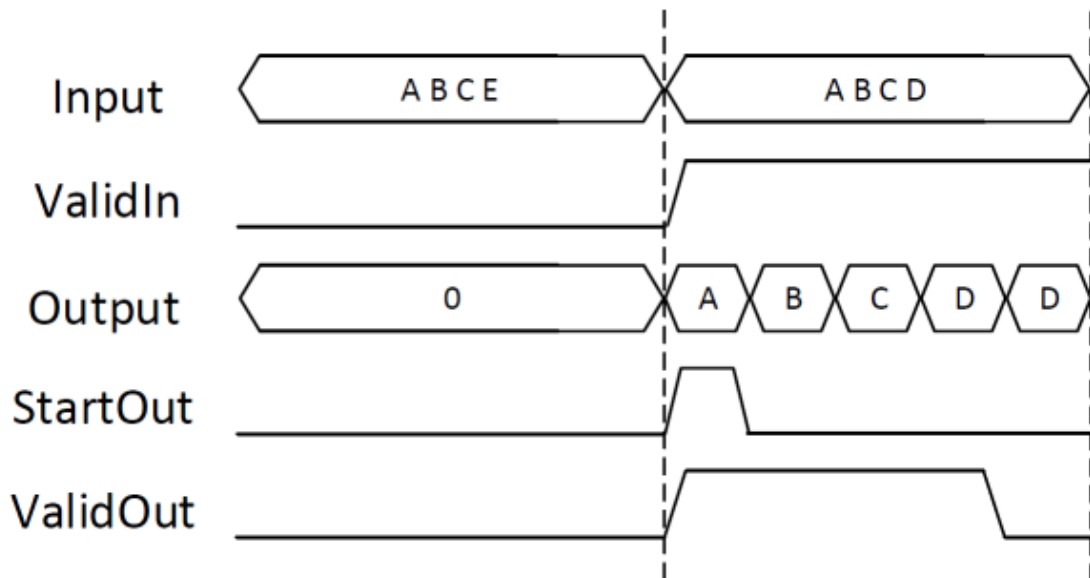 Input A B C E A B C D
ValidIn
Output 0 A B C D D
StartOut
ValidOut